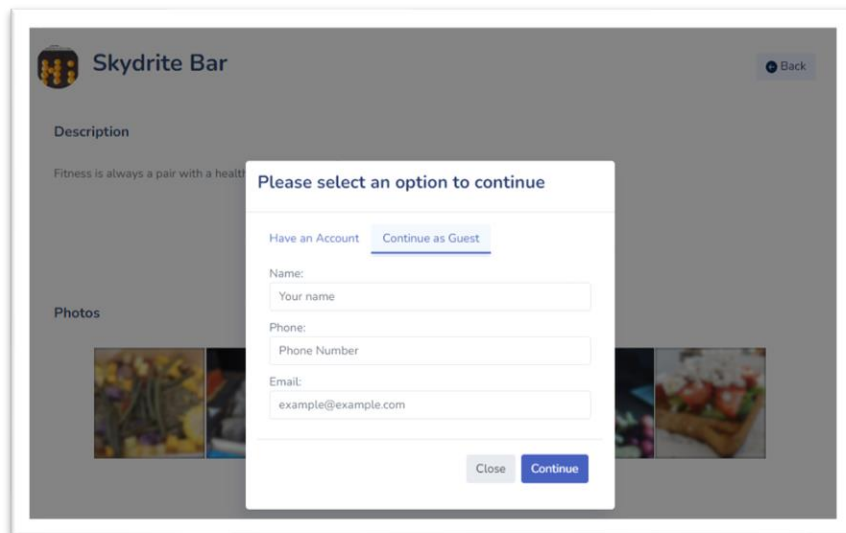 Hi
Skydrite Bar
Back
Description
Fitness is always a pair with a healt
Please select an option to continue
Have an Account
Continue as Guest
Name:
Your name
Phone:
Phone Number
Email:
example@example.com
Photos
Close
Continue